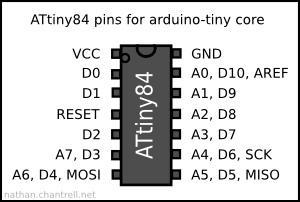 ATtiny84 pins for arduino-tiny core
VCC GND
D0 A0, D10, AREF
D1 A1, D9
RESET A2, D8
D2 A3, D7
A7, D3 A4, D6, SCK
A6, D4, MOSI A5, D5, MISO
ATtiny84
nathan.chantrell.net